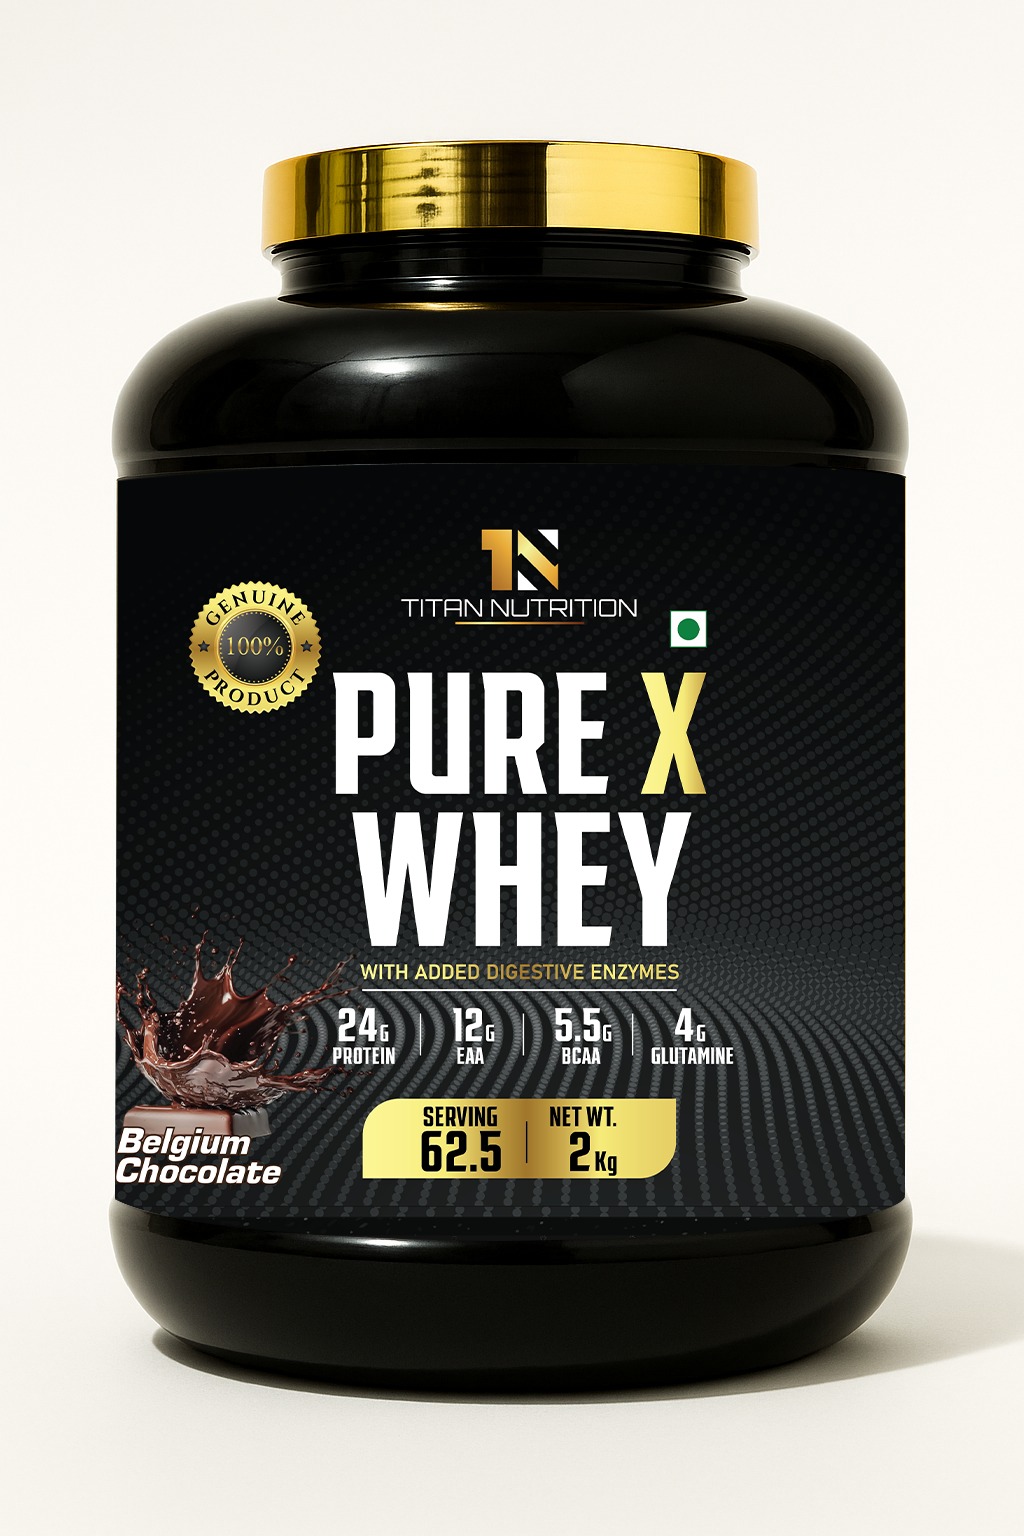 TITAN NUTRITION
GENUINE
100%
PRODUCT
PURE X
WHEY
WITH ADDED DIGESTIVE ENZYMES
24G PROTEIN
12G EAA
5.5G BCAA
4G GLUTAMINE
SERVING 62.5
NET WT. 2Kg
Belgium
Chocolate